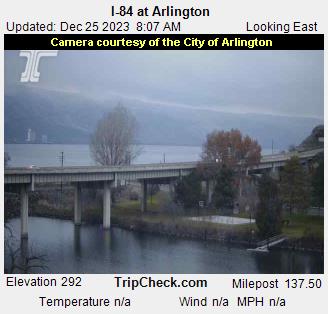 I-84 at Arlington
Updated: Dec 25 2023 8:07 AM Looking East
Camera courtesy of the City of Arlington
Elevation 292 TripCheck.com Milepost 137.50
Temperature n/a Wind n/a MPH n/a